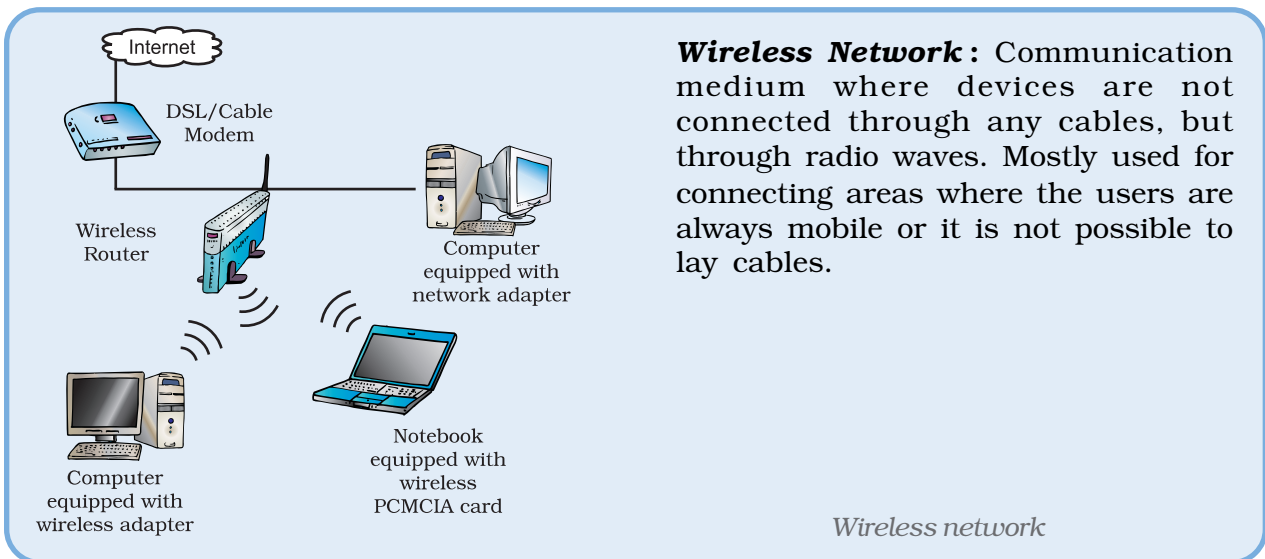 Internet
DSL/Cable
Modem
Wireless
Router
Computer
equipped with
network adapter
Computer
equipped with
wireless adapter
Notebook
equipped with
wireless
PCMCIA card
Wireless Network : Communication
medium where devices are not
connected through any cables, but
through radio waves. Mostly used for
connecting areas where the users are
always mobile or it is not possible to
lay cables.
Wireless network